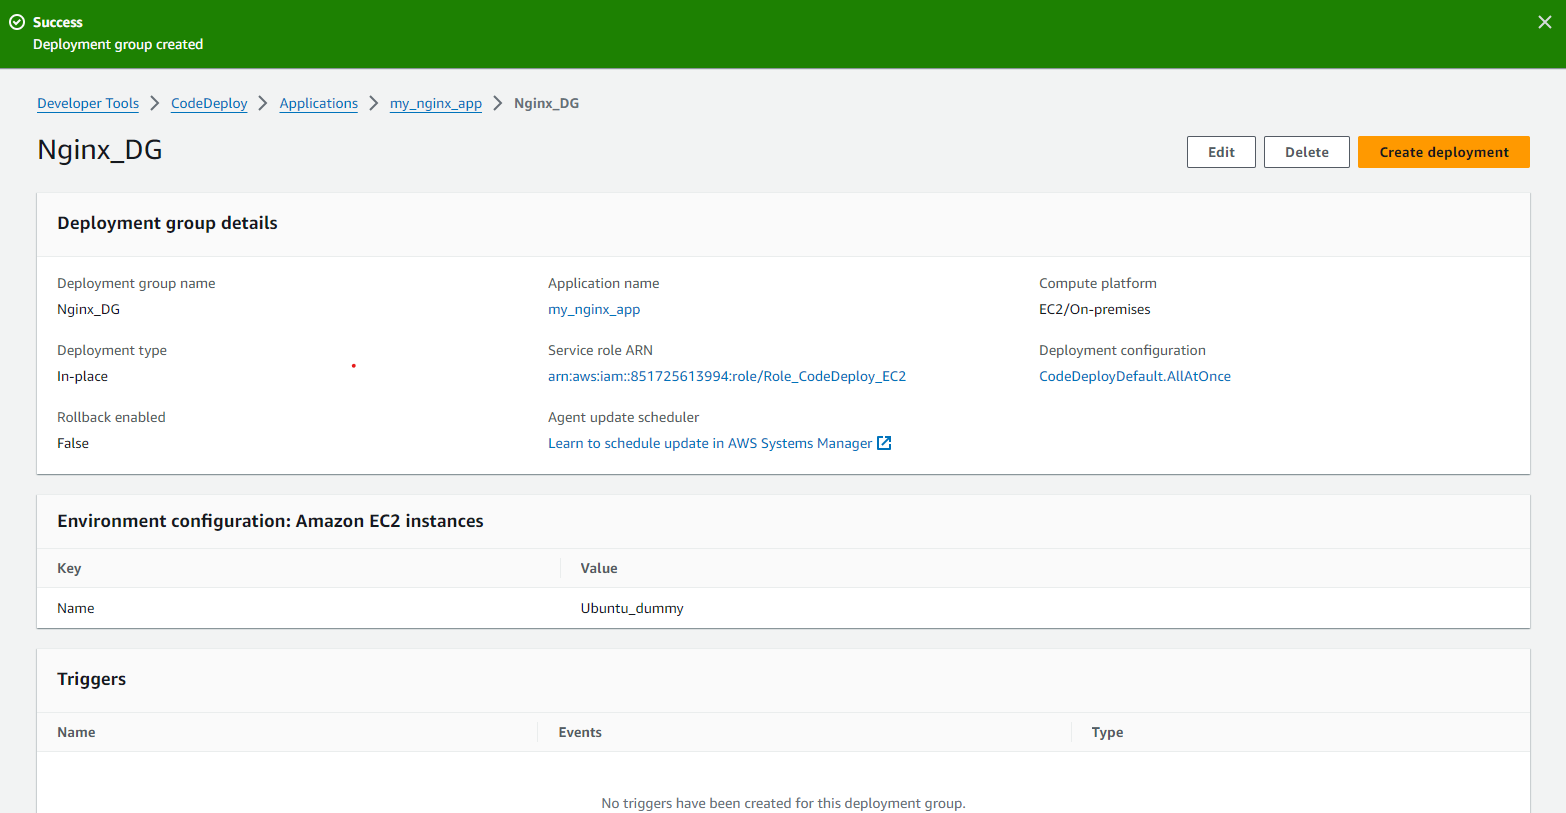 Success
Deployment group created
Developer Tools CodeDeploy Applications my_nginx_app Nginx_DG
Nginx_DG
Edit Delete Create deployment
Deployment group details
Deployment group name Application name Compute platform
Nginx_DG my_nginx_app EC2/On-premises
Deployment type Service role ARN Deployment configuration
In-place arn:aws:iam::851725613994:role/Role_CodeDeploy_EC2 CodeDeployDefault.AllAtOnce
Rollback enabled Agent update scheduler
False Learn to schedule update in AWS Systems Manager
Environment configuration: Amazon EC2 instances
Key Value
Name Ubuntu_dummy
Triggers
Name Events Type
No triggers have been created for this deployment group.